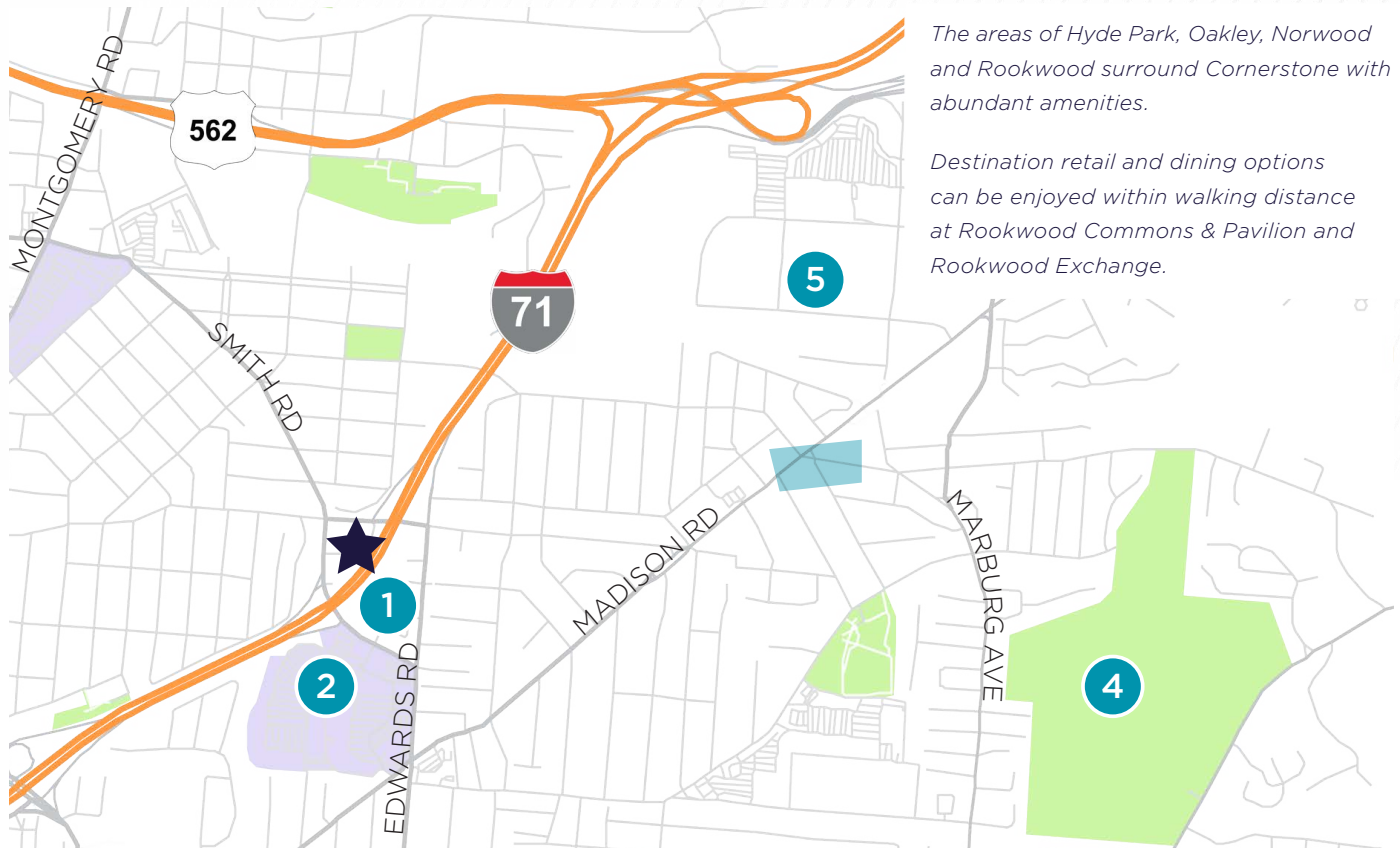 The areas of Hyde Park, Oakley, Norwood
and Rookwood surround Cornerstone with
abundant amenities.
Destination retail and dining options
can be enjoyed within walking distance
at Rookwood Commons & Pavilion and
Rookwood Exchange.
MONTGOMERY RD
562
71
5
SMITH RD
MADISON RD
MARBURG AVE
1
2
EDWARDS RD
4